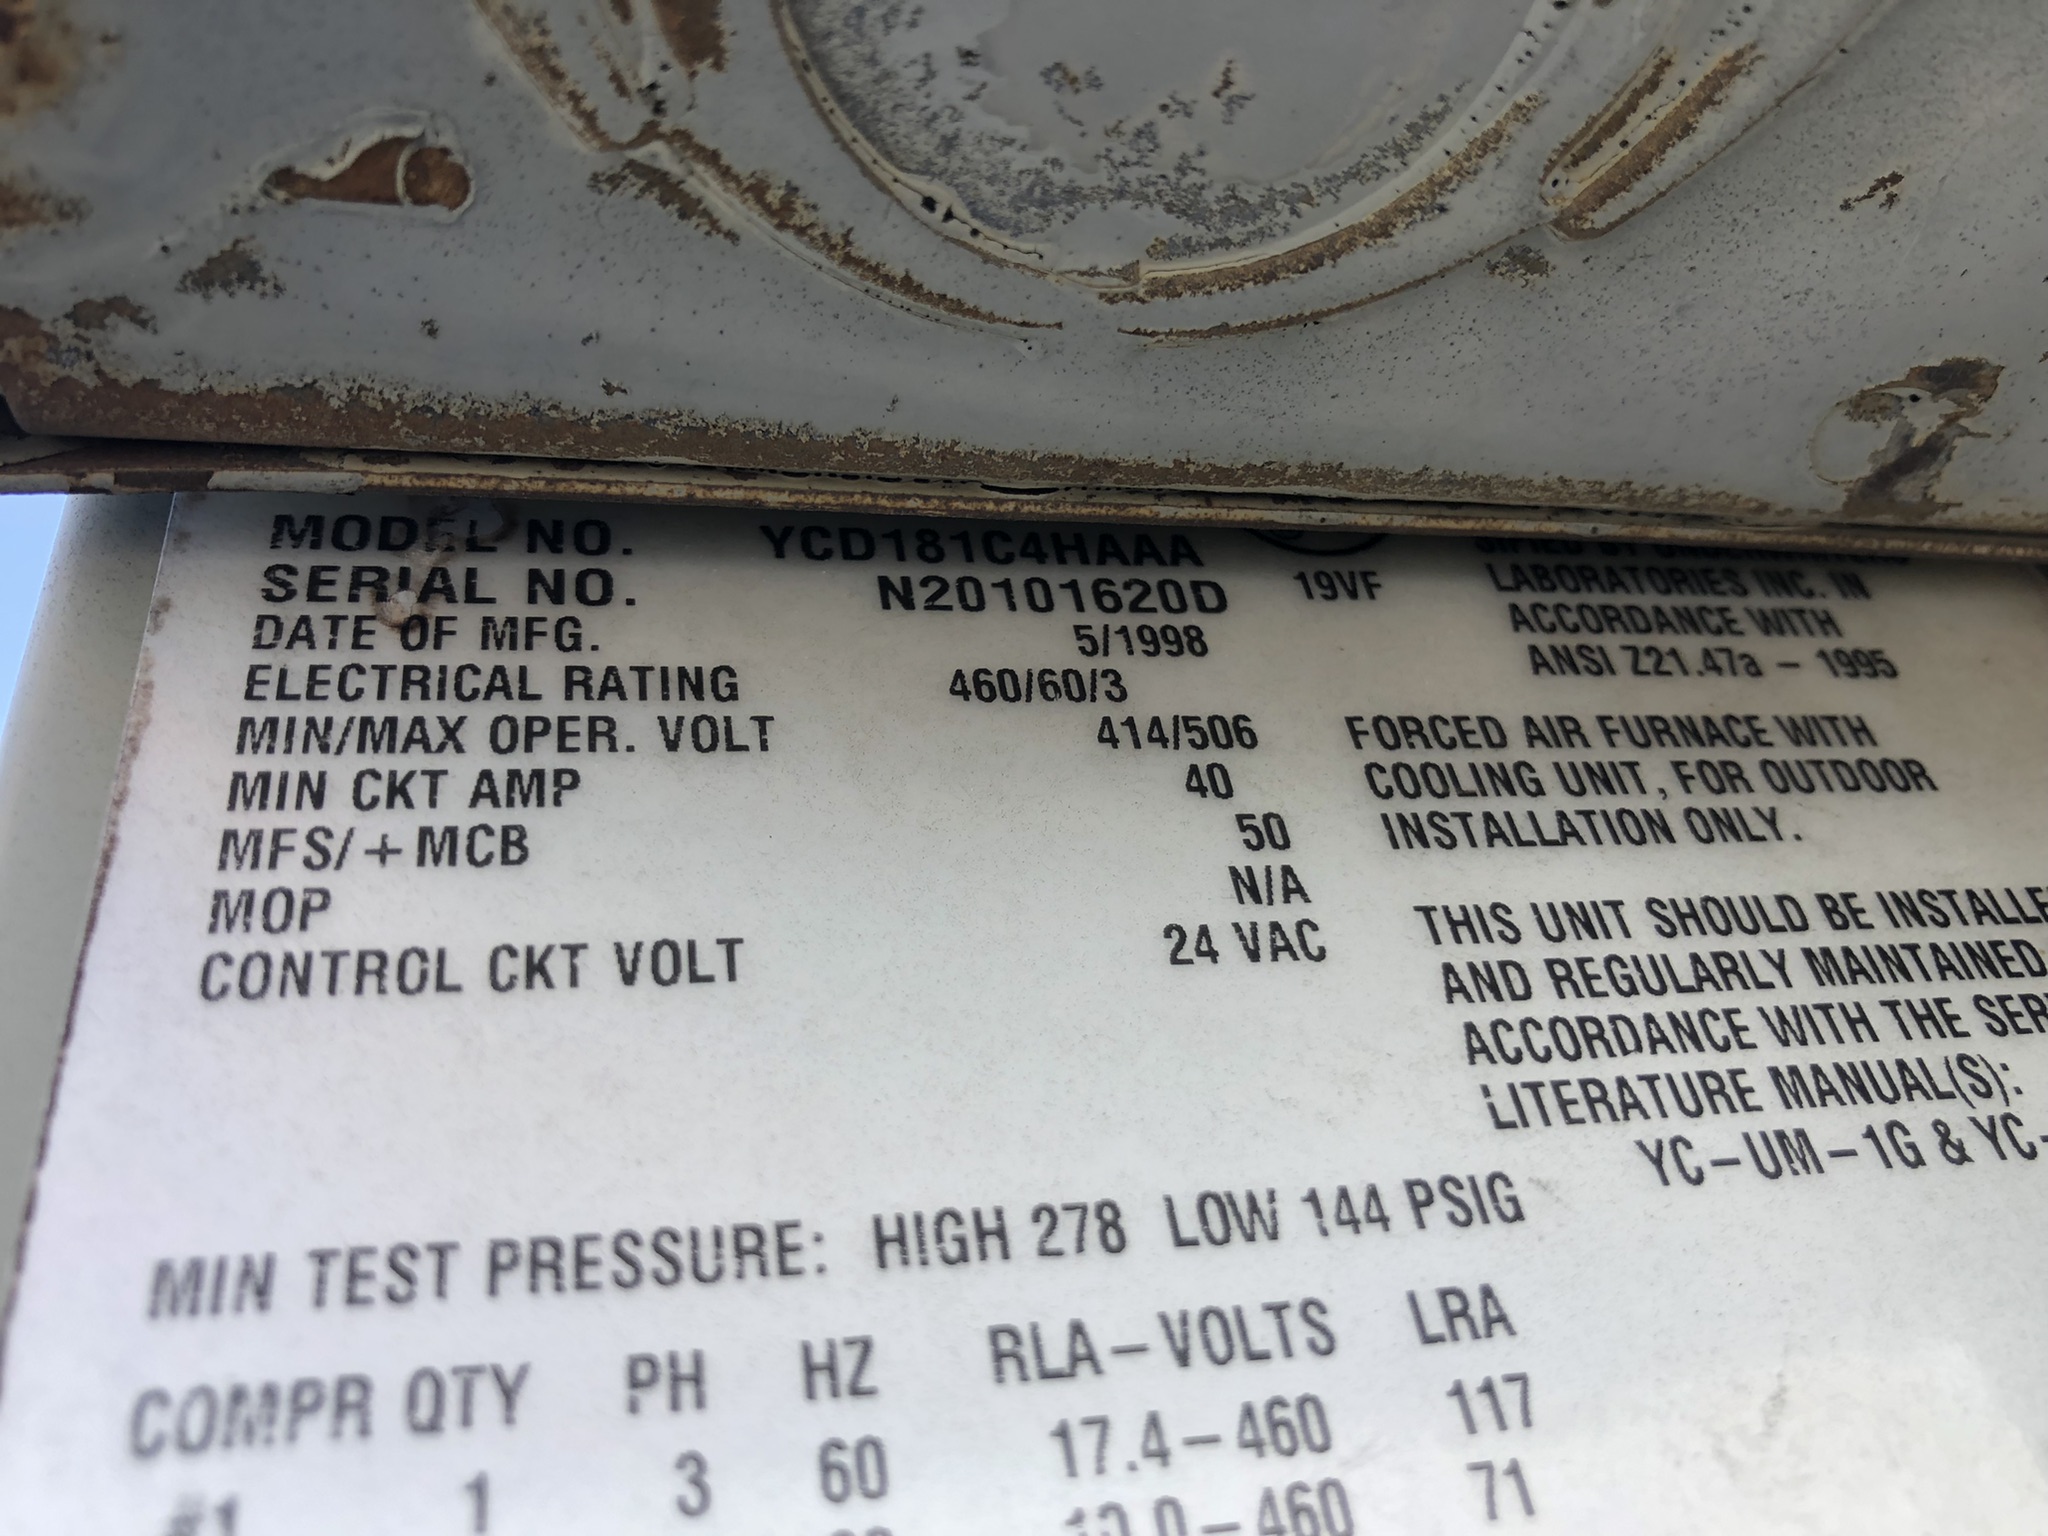 MODEL NO. YCD181C4HAAA
SERIAL NO. N20101620D 19VF
DATE OF MFG. 5/1998
ELECTRICAL RATING 460/60/3
MIN/MAX OPER. VOLT 414/506
MIN CKT AMP 40
MFS/+MCB 50
MOP N/A
CONTROL CKT VOLT 24 VAC
LABORATORIES INC. IN
ACCORDANCE WITH
ANSI Z21.47a – 1995
FORCED AIR FURNACE WITH
COOLING UNIT, FOR OUTDOOR
INSTALLATION ONLY.
THIS UNIT SHOULD BE INSTALLE
AND REGULARLY MAINTAINED
ACCORDANCE WITH THE SER
LITERATURE MANUAL(S):
YC–UM–1G & YC-
MIN TEST PRESSURE: HIGH 278 LOW 144 PSIG
COMPR QTY PH HZ RLA–VOLTS LRA
#1 1 3 60 17.4–460 117
460 71